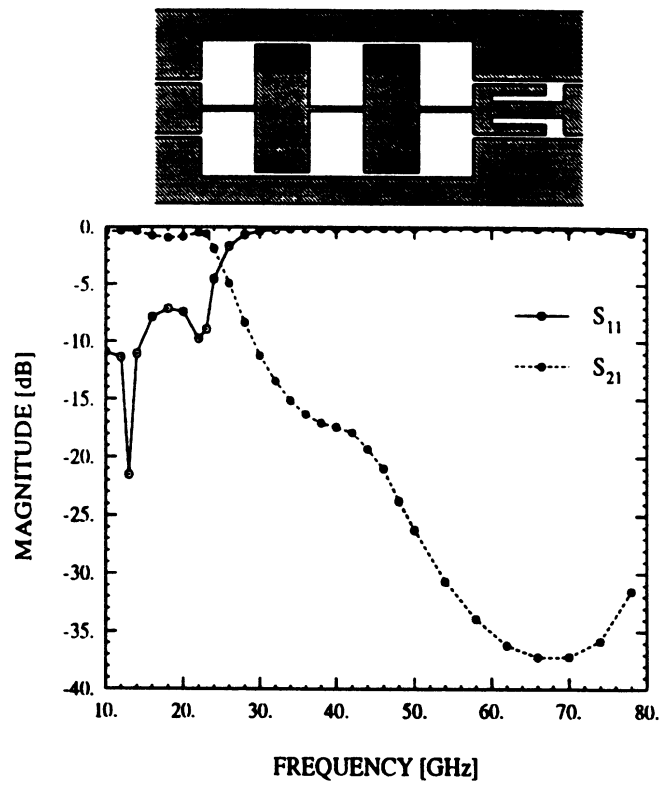 0.
-5.
-10.
-15.
-20.
-25.
-30.
-35.
-40.
MAGNITUDE [dB]
S11
S21
10. 20. 30. 40. 50. 60. 70. 80.
FREQUENCY [GHz]